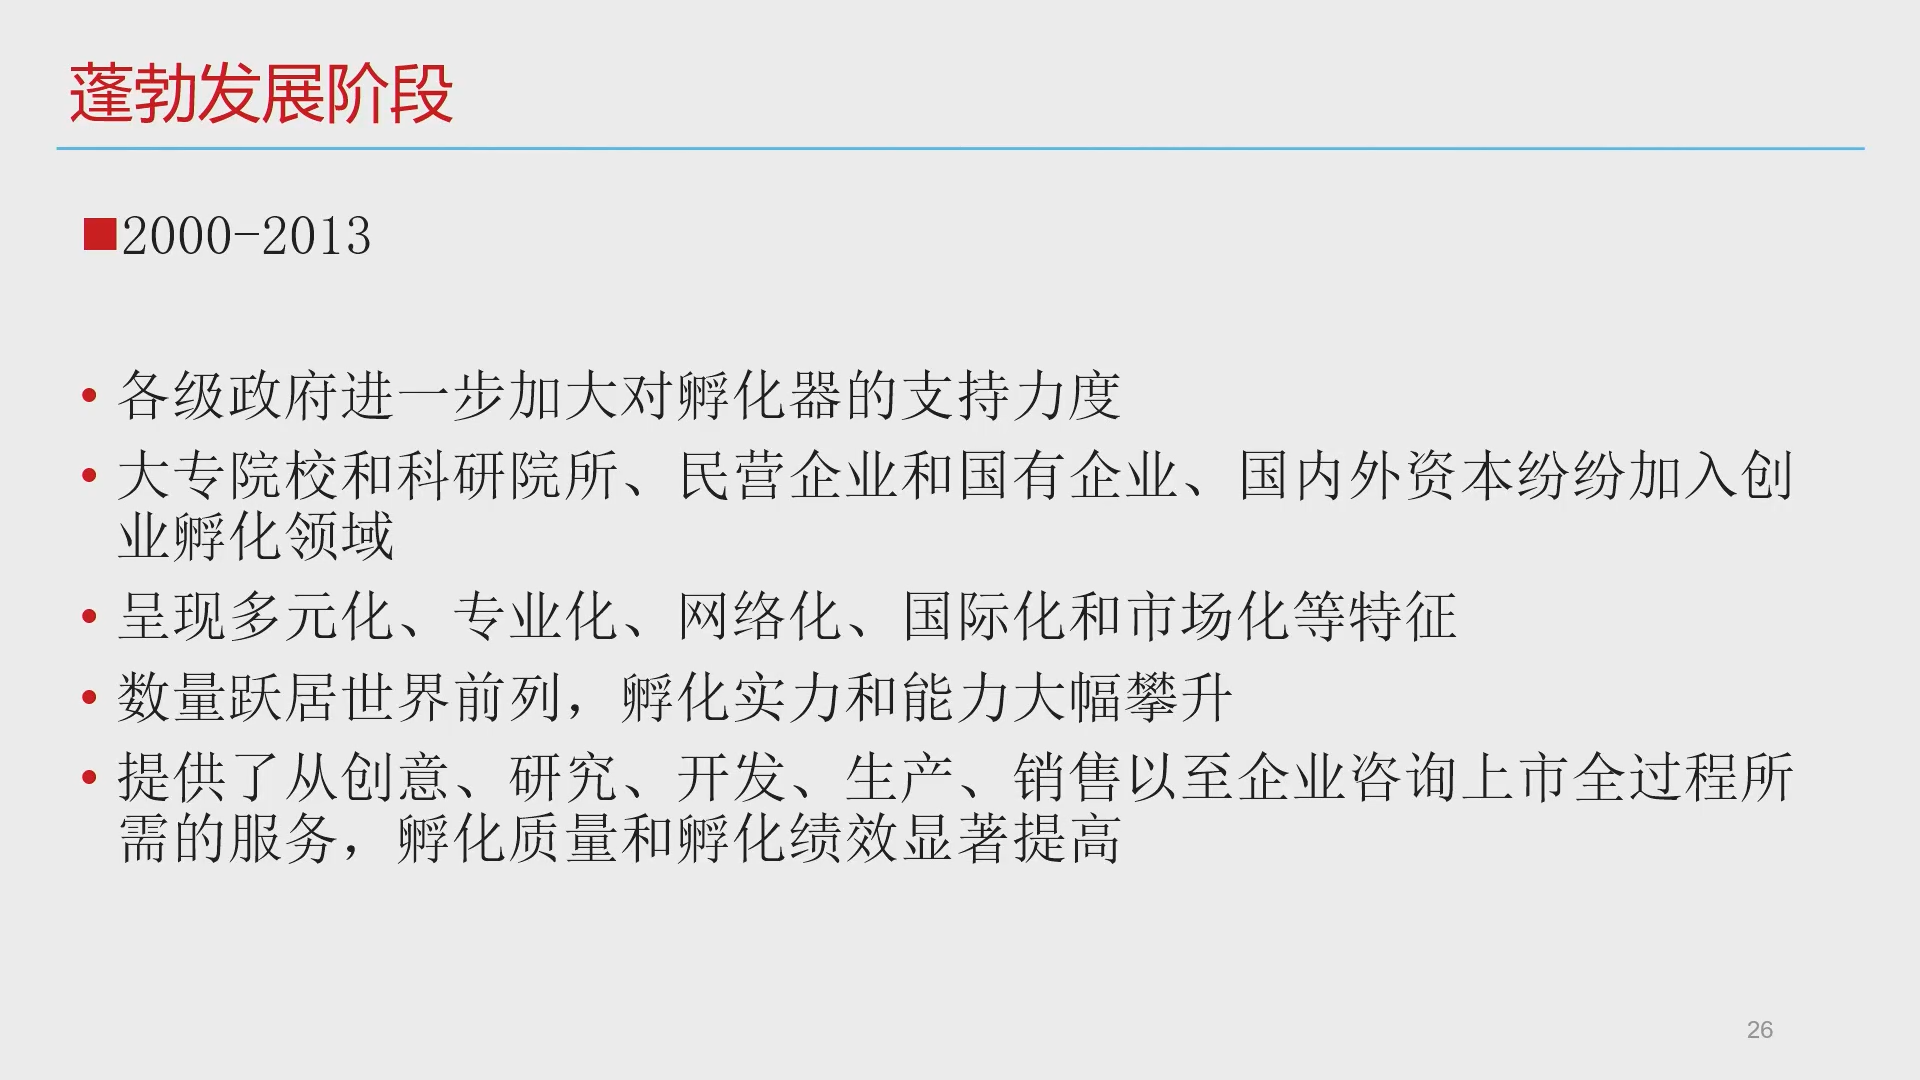 蓬勃发展阶段
■2000-2013
• 各级政府进一步加大对孵化器的支持力度
• 大专院校和科研院所、民营企业和国有企业、国内外资本纷纷加入创
业孵化领域
• 呈现多元化、专业化、网络化、国际化和市场化等特征
• 数量跃居世界前列，孵化实力和能力大幅攀升
• 提供了从创意、研究、开发、生产、销售以至企业咨询上市全过程所
需的服务，孵化质量和孵化绩效显著提高
26